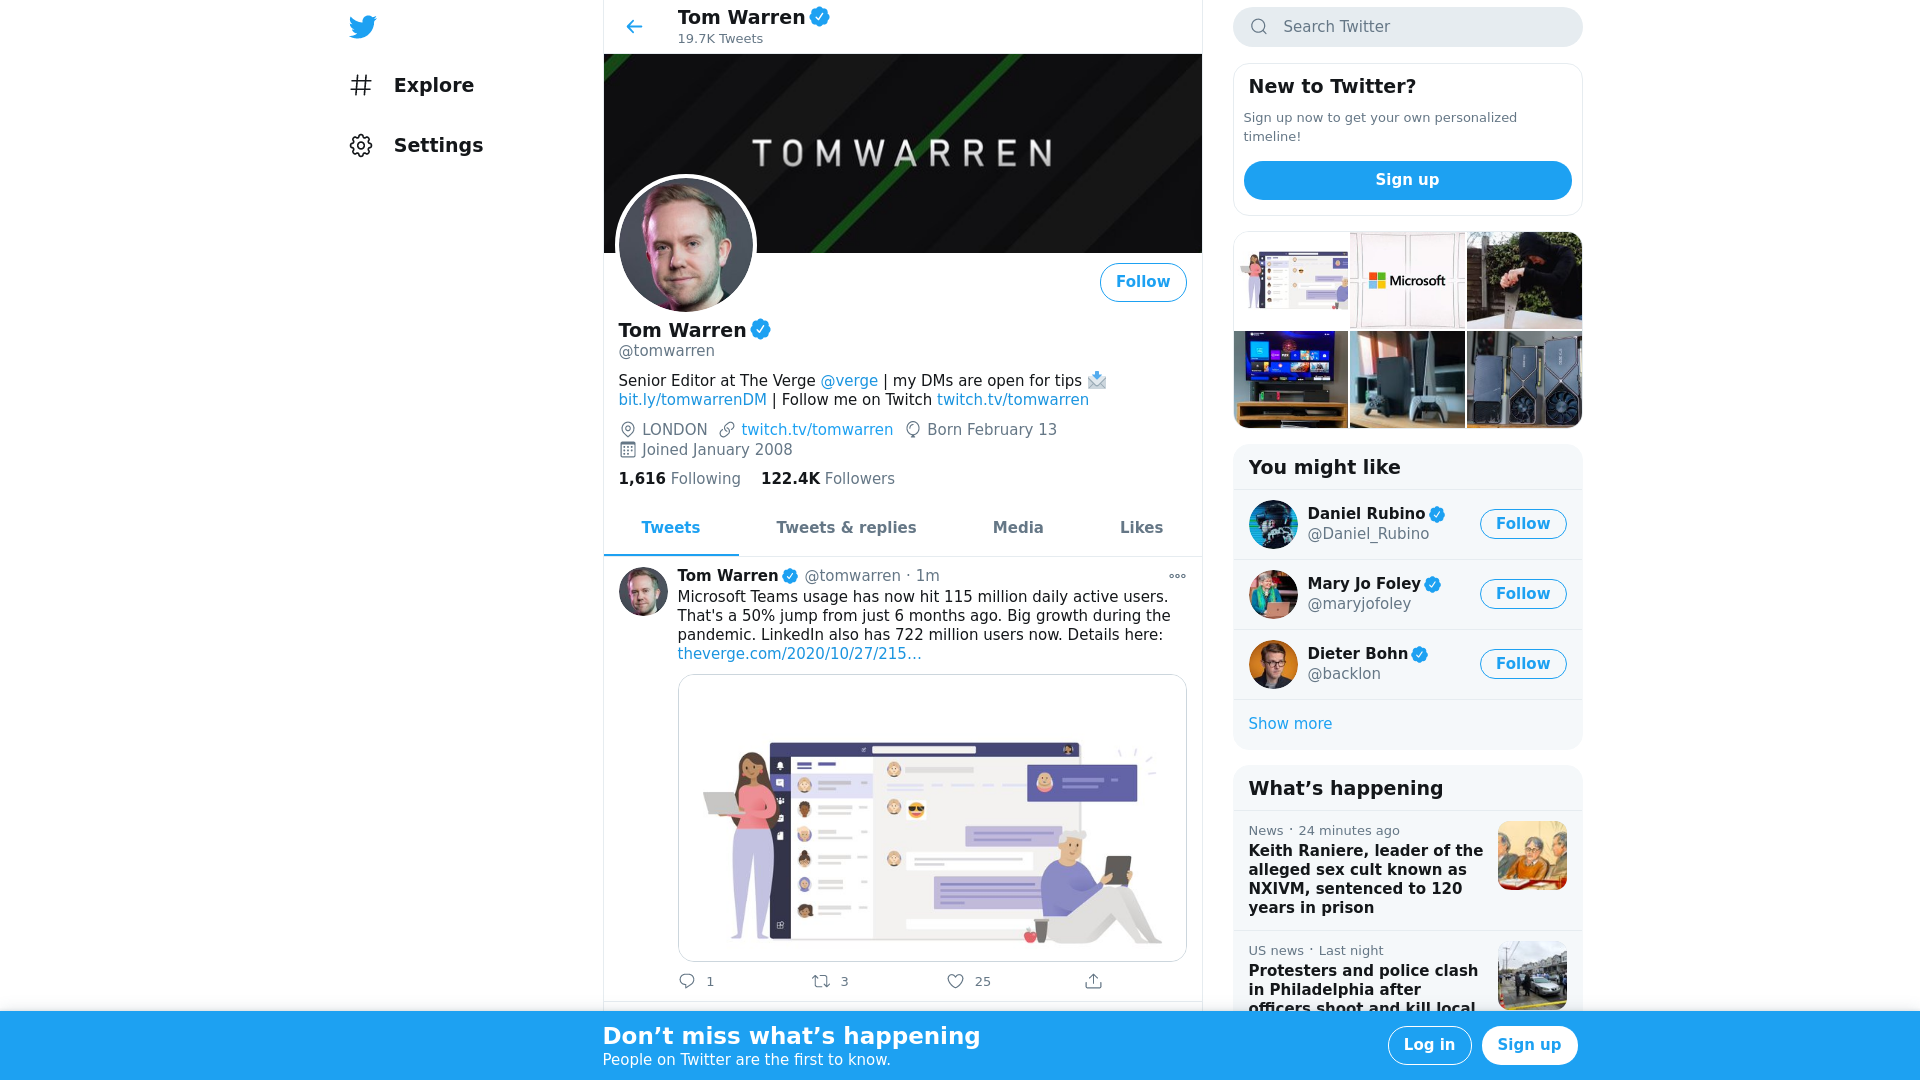 Explore
Settings
Tom Warren
19.7K Tweets
TOMWARREN
Follow
Tom Warren
@tomwarren
Senior Editor at The Verge @verge | my DMs are open for tips
bit.ly/tomwarrenDM | Follow me on Twitch twitch.tv/tomwarren
LONDON twitch.tv/tomwarren Born February 13
Joined January 2008
1,616 Following 122.4K Followers
Tweets Tweets & replies Media Likes
Tom Warren @tomwarren · 1m
Microsoft Teams usage has now hit 115 million daily active users.
That's a 50% jump from just 6 months ago. Big growth during the
pandemic. LinkedIn also has 722 million users now. Details here:
theverge.com/2020/10/27/215…
1 3 25
Search Twitter
New to Twitter?
Sign up now to get your own personalized
timeline!
Sign up
Microsoft
You might like
Daniel Rubino
@Daniel_Rubino
Follow
Mary Jo Foley
@maryjofoley
Follow
Dieter Bohn
@backlon
Follow
Show more
What’s happening
News · 24 minutes ago
Keith Raniere, leader of the
alleged sex cult known as
NXIVM, sentenced to 120
years in prison
US news · Last night
Protesters and police clash
in Philadelphia after
officers shoot and kill local
Don’t miss what’s happening
People on Twitter are the first to know.
Log in
Sign up